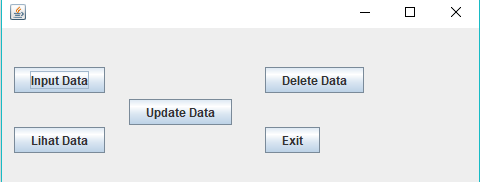 Input Data
Delete Data
Update Data
Lihat Data
Exit